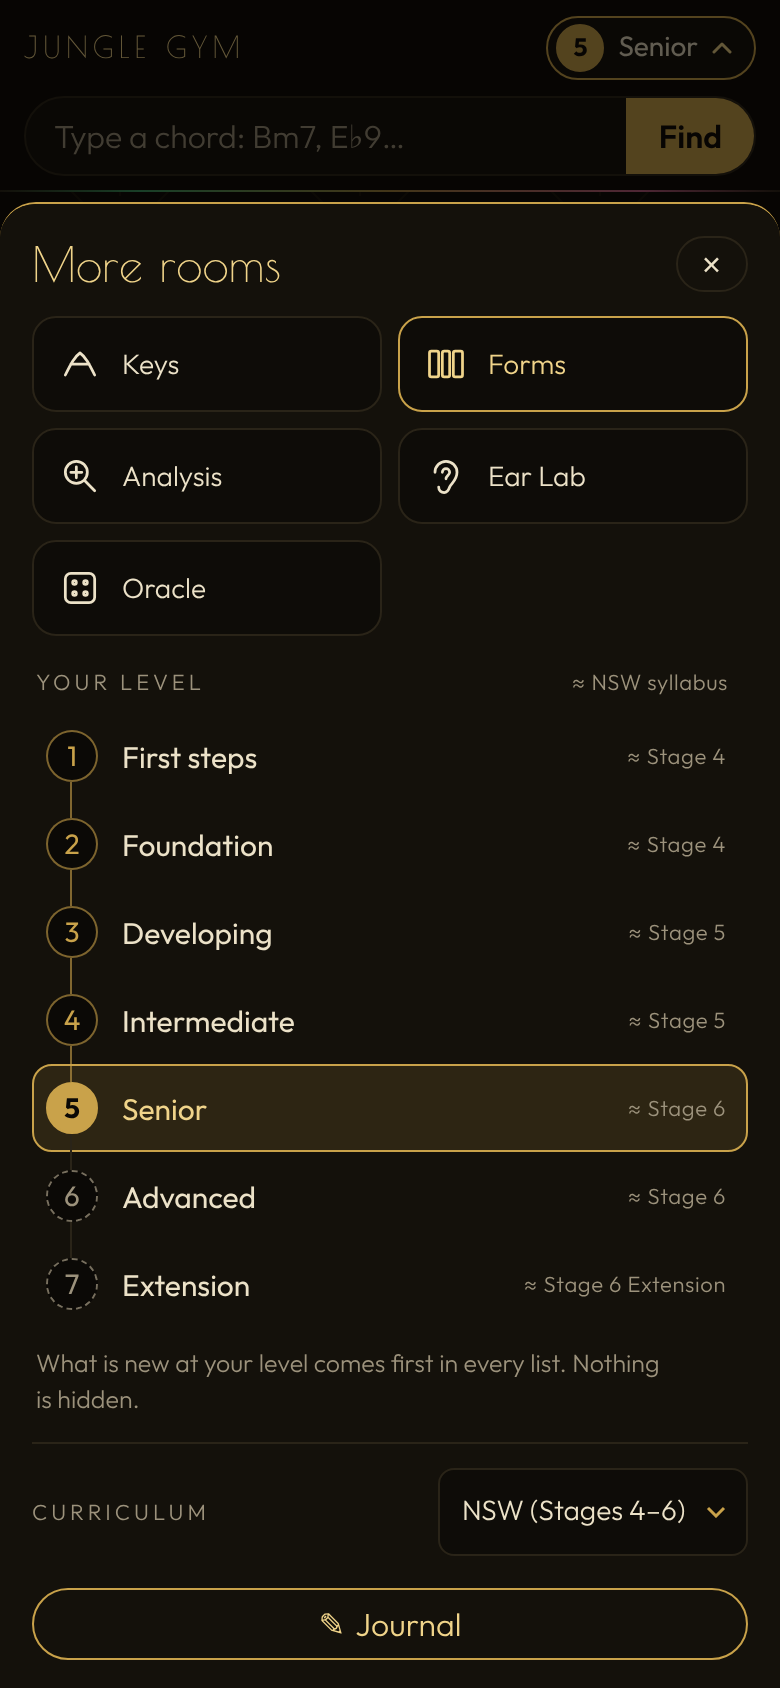 JUNGLE GYM
5 Senior
Type a chord: Bm7, E♭9...
Find
More rooms
×
Keys
Forms
Analysis
Ear Lab
Oracle
YOUR LEVEL
≈ NSW syllabus
1 First steps ≈ Stage 4
2 Foundation ≈ Stage 4
3 Developing ≈ Stage 5
4 Intermediate ≈ Stage 5
5 Senior ≈ Stage 6
6 Advanced ≈ Stage 6
7 Extension ≈ Stage 6 Extension
What is new at your level comes first in every list. Nothing
is hidden.
CURRICULUM
NSW (Stages 4–6)
✎ Journal